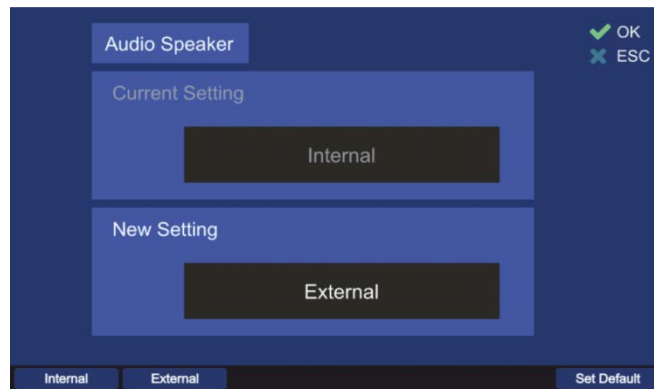 Audio Speaker
OK
ESC
Current Setting
Internal
New Setting
External
Internal External Set Default